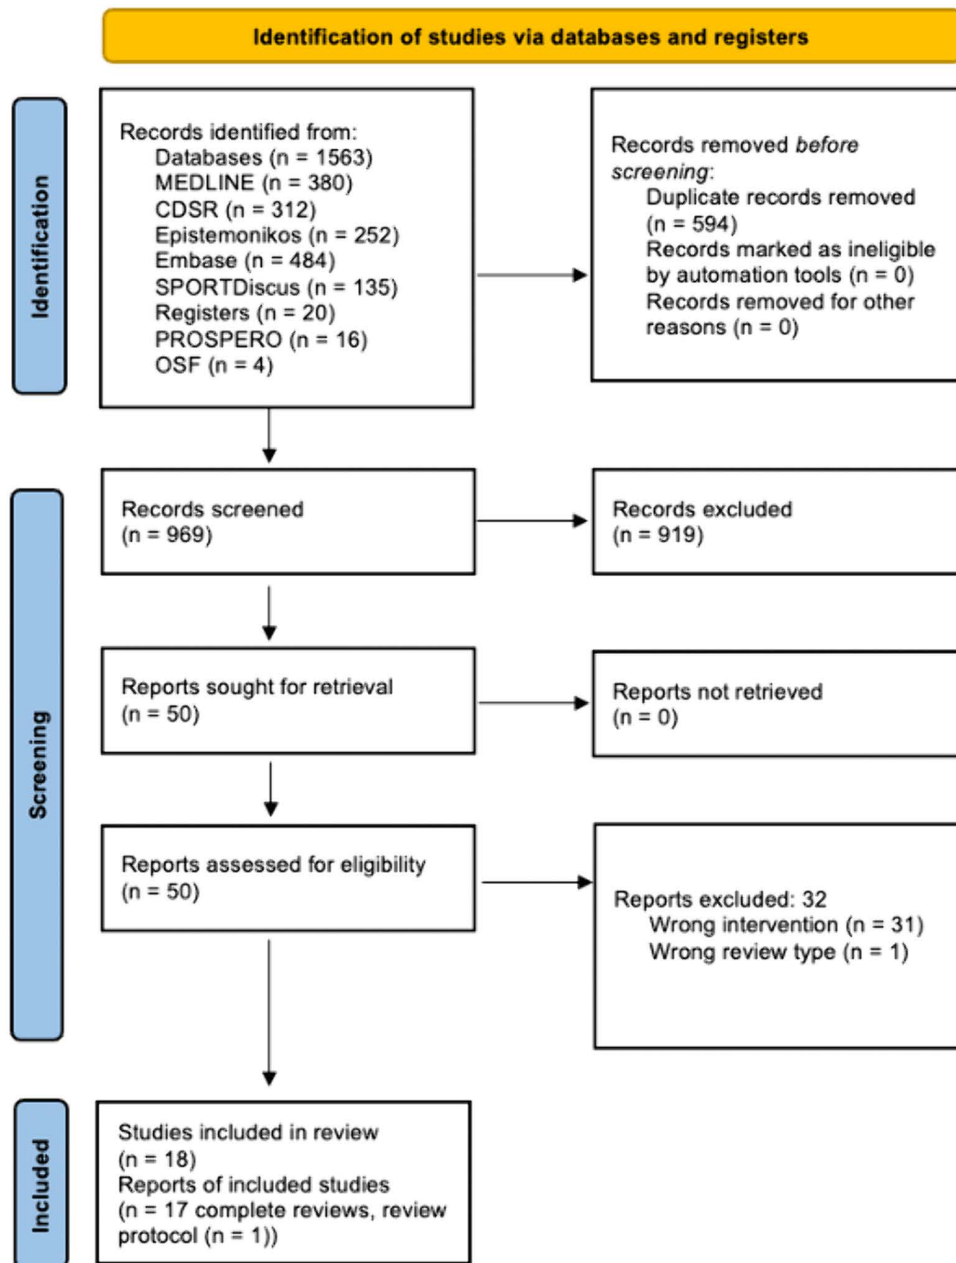 Identification of studies via databases and registers
Identification
Records identified from:
Databases (n = 1563)
MEDLINE (n = 380)
CDSR (n = 312)
Epistemonikos (n = 252)
Embase (n = 484)
SPORTDiscus (n = 135)
Registers (n = 20)
PROSPERO (n = 16)
OSF (n = 4)
Records removed before
screening:
Duplicate records removed
(n = 594)
Records marked as ineligible
by automation tools (n = 0)
Records removed for other
reasons (n = 0)
Screening
Records screened
(n = 969)
Records excluded
(n = 919)
Reports sought for retrieval
(n = 50)
Reports not retrieved
(n = 0)
Reports assessed for eligibility
(n = 50)
Reports excluded: 32
Wrong intervention (n = 31)
Wrong review type (n = 1)
Included
Studies included in review
(n = 18)
Reports of included studies
(n = 17 complete reviews, review
protocol (n = 1))